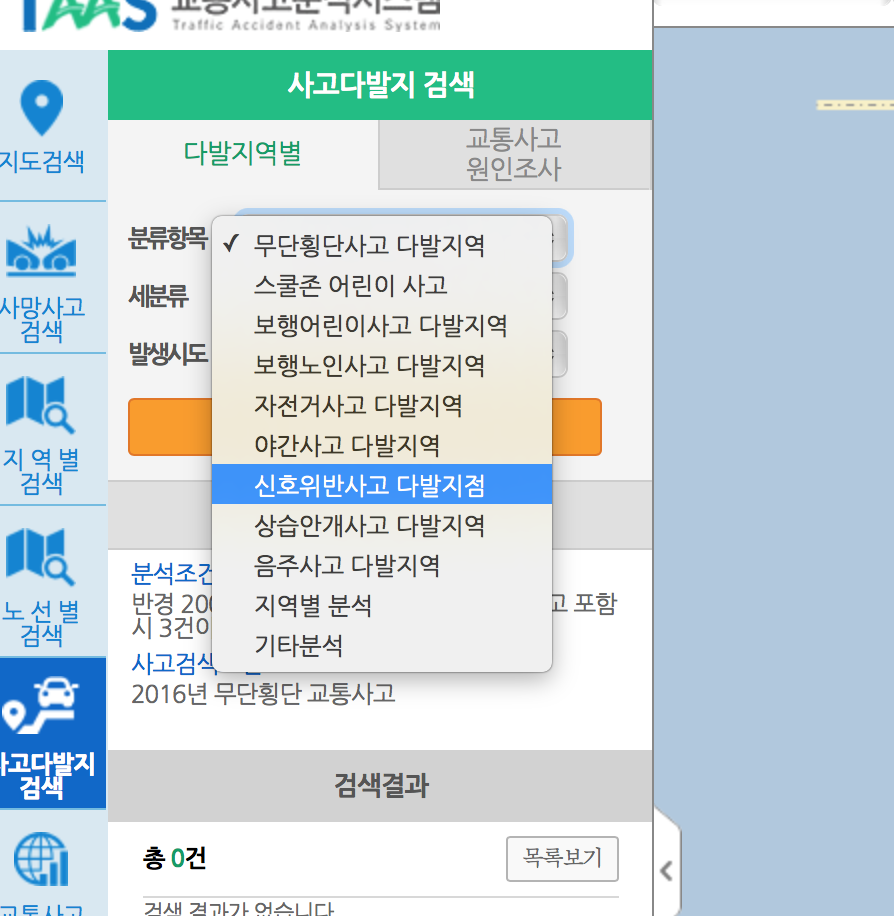 TAAS 교통사고분석시스템
Traffic Accident Analysis System
사고다발지 검색
다발지역별
교통사고
원인조사
지도검색
사망사고
검색
지 역 별
검색
노 선 별
검색
사고다발지
검색
교통사고
분류항목
세분류
발생시도
✓ 무단횡단사고 다발지역
스쿨존 어린이 사고
보행어린이사고 다발지역
보행노인사고 다발지역
자전거사고 다발지역
야간사고 다발지역
신호위반사고 다발지점
상습안개사고 다발지역
음주사고 다발지역
지역별 분석
기타분석
분석조건
반경 200 고 포함
시 3건이
사고검색
2016년 무단횡단 교통사고
검색결과
총 0건
목록보기
검색 결과가 없습니다